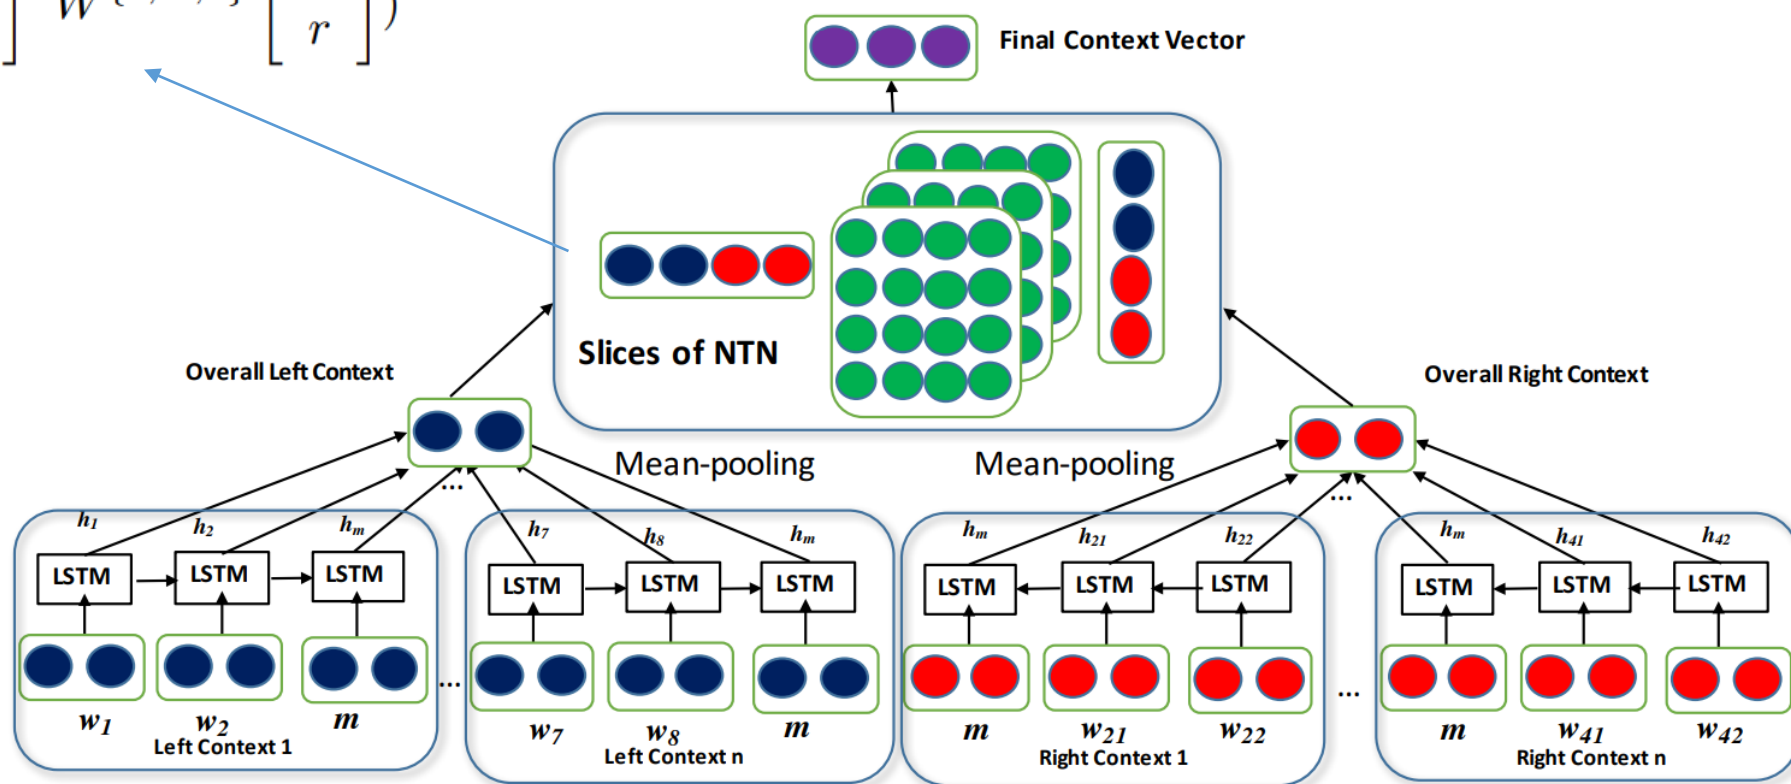 ] W [ r ] )
Final Context Vector
Slices of NTN
Overall Left Context
Overall Right Context
Mean-pooling Mean-pooling
... ...
h1 h2 hm h7 h8 hm hm h21 h22 hm h41 h42
LSTM LSTM LSTM LSTM LSTM LSTM LSTM LSTM LSTM LSTM LSTM LSTM
... ...
w1 w2 m w7 w8 m m w21 w22 m w41 w42
Left Context 1 Left Context n Right Context 1 Right Context n